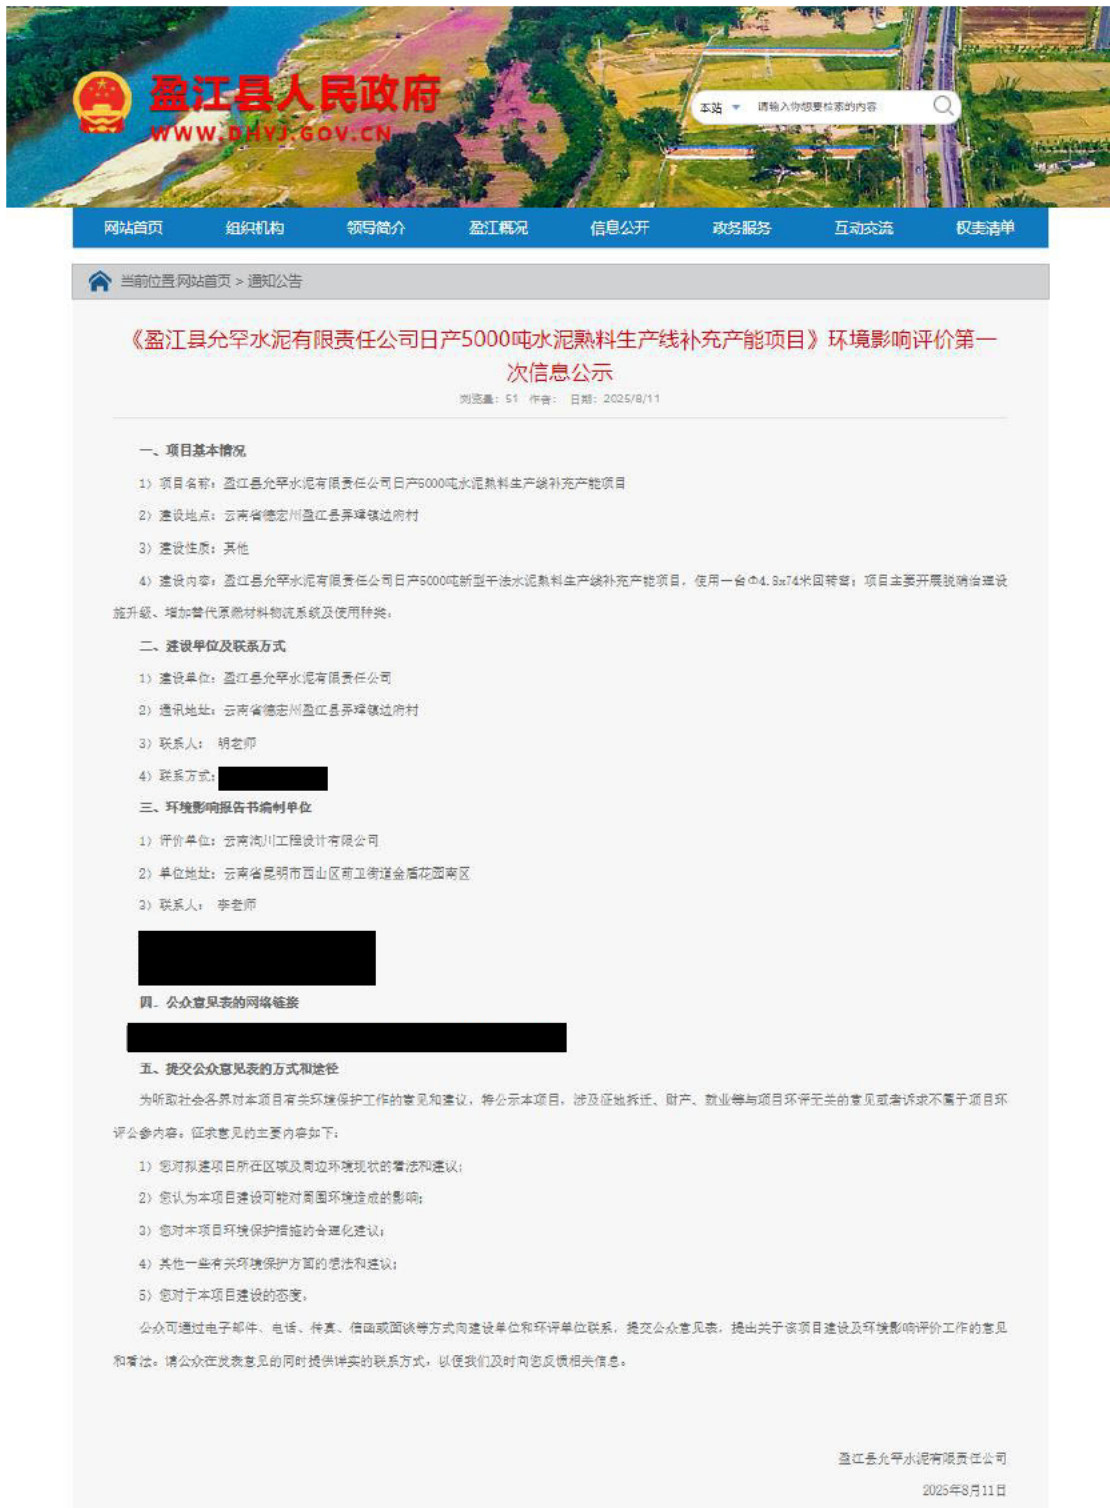 盈江县人民政府
WWW.DHYJ.GOV.CN
本站 请输入你想要检索的内容
网站首页 组织机构 领导简介 盈江概况 信息公开 政务服务 互动交流 权责清单
当前位置:网站首页 > 通知公告
《盈江县允罕水泥有限责任公司日产5000吨水泥熟料生产线补充产能项目》环境影响评价第一
次信息公示
浏览量：51 作者： 日期：2025/8/11
一、项目基本情况
1）项目名称：盈江县允罕水泥有限责任公司日产5000吨水泥熟料生产线补充产能项目
2）建设地点：云南省德宏州盈江县弄璋镇边府村
3）建设性质：其他
4）建设内容：盈江县允罕水泥有限责任公司日产5000吨新型干法水泥熟料生产线补充产能项目，使用一台Φ4.8x74米回转窑；项目主要开展脱硝治理设
施升级、增加替代原燃材料物流系统及使用种类。
二、建设单位及联系方式
1）建设单位：盈江县允罕水泥有限责任公司
2）通讯地址：云南省德宏州盈江县弄璋镇边府村
3）联系人： 胡老师
4）联系方式：
三、环境影响报告书编制单位
1）评价单位：云南洵川工程设计有限公司
2）单位地址：云南省昆明市西山区前卫街道金盾花园南区
3）联系人： 李老师
四、公众意见表的网络链接
五、提交公众意见表的方式和途径
为听取社会各界对本项目有关环境保护工作的意见和建议，特公示本项目，涉及征地拆迁、财产、就业等与项目环评无关的意见或者诉求不属于项目环
评公参内容。征求意见的主要内容如下：
1）您对拟建项目所在区域及周边环境现状的看法和建议；
2）您认为本项目建设可能对周围环境造成的影响；
3）您对本项目环境保护措施的合理化建议；
4）其他一些有关环境保护方面的想法和建议；
5）您对于本项目建设的态度。
公众可通过电子邮件、电话、传真、信函或面谈等方式向建设单位和环评单位联系，提交公众意见表，提出关于该项目建设及环境影响评价工作的意见
和看法。请公众在发表意见的同时提供详实的联系方式，以便我们及时向您反馈相关信息。
盈江县允罕水泥有限责任公司
2025年8月11日